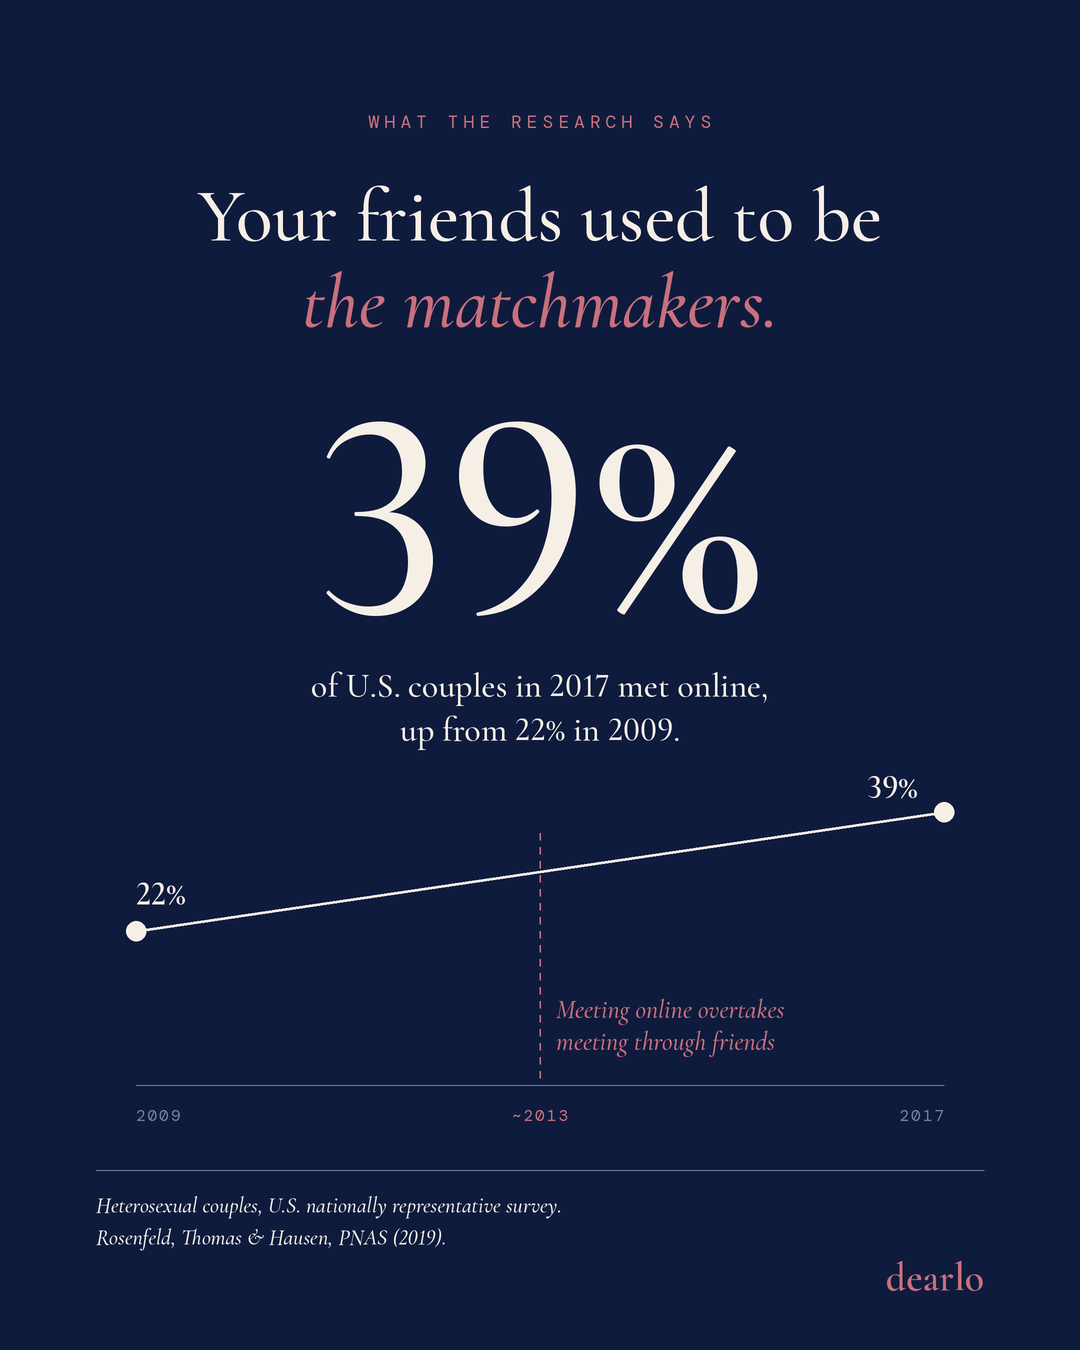 WHAT THE RESEARCH SAYS
Your friends used to be
the matchmakers.
39%
of U.S. couples in 2017 met online,
up from 22% in 2009.
39%
22%
Meeting online overtakes
meeting through friends
2009 ~2013 2017
Heterosexual couples, U.S. nationally representative survey.
Rosenfeld, Thomas & Hausen, PNAS (2019).
dearlo